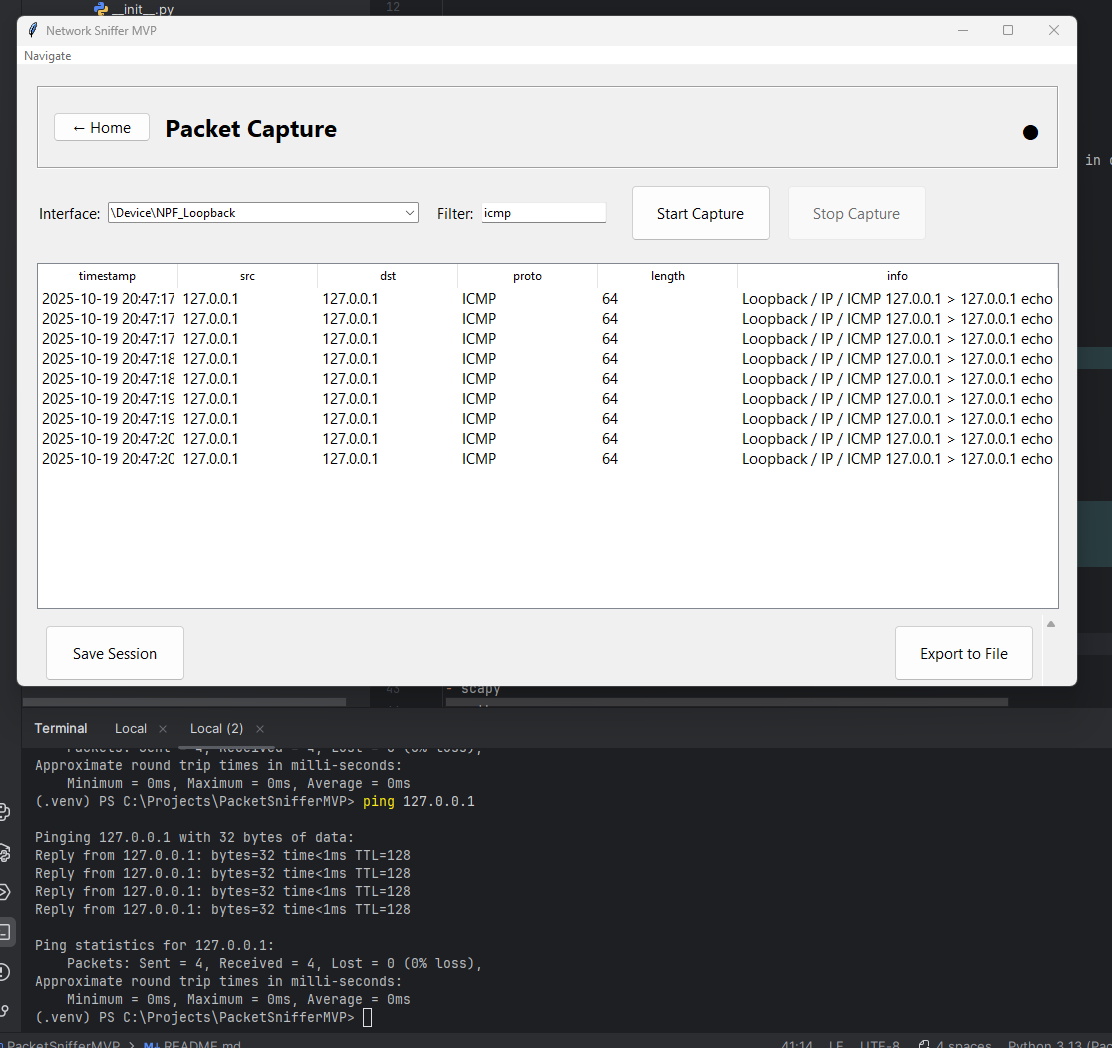 __init__.py
12
Network Sniffer MVP
Navigate
← Home
Packet Capture
in
Interface:
\Device\NPF_Loopback
Filter:
icmp
Start Capture
Stop Capture
timestamp src dst proto length info
2025-10-19 20:47:17 127.0.0.1 127.0.0.1 ICMP 64 Loopback / IP / ICMP 127.0.0.1 > 127.0.0.1 echo
2025-10-19 20:47:17 127.0.0.1 127.0.0.1 ICMP 64 Loopback / IP / ICMP 127.0.0.1 > 127.0.0.1 echo
2025-10-19 20:47:17 127.0.0.1 127.0.0.1 ICMP 64 Loopback / IP / ICMP 127.0.0.1 > 127.0.0.1 echo
2025-10-19 20:47:18 127.0.0.1 127.0.0.1 ICMP 64 Loopback / IP / ICMP 127.0.0.1 > 127.0.0.1 echo
2025-10-19 20:47:18 127.0.0.1 127.0.0.1 ICMP 64 Loopback / IP / ICMP 127.0.0.1 > 127.0.0.1 echo
2025-10-19 20:47:19 127.0.0.1 127.0.0.1 ICMP 64 Loopback / IP / ICMP 127.0.0.1 > 127.0.0.1 echo
2025-10-19 20:47:19 127.0.0.1 127.0.0.1 ICMP 64 Loopback / IP / ICMP 127.0.0.1 > 127.0.0.1 echo
2025-10-19 20:47:20 127.0.0.1 127.0.0.1 ICMP 64 Loopback / IP / ICMP 127.0.0.1 > 127.0.0.1 echo
2025-10-19 20:47:20 127.0.0.1 127.0.0.1 ICMP 64 Loopback / IP / ICMP 127.0.0.1 > 127.0.0.1 echo
Save Session
Export to File
43
- scapy
Terminal
Local
Local (2)
Packets: Sent = 4, Received = 4, Lost = 0 (0% loss),
Approximate round trip times in milli-seconds:
Minimum = 0ms, Maximum = 0ms, Average = 0ms
(.venv) PS C:\Projects\PacketSnifferMVP> ping 127.0.0.1
Pinging 127.0.0.1 with 32 bytes of data:
Reply from 127.0.0.1: bytes=32 time<1ms TTL=128
Reply from 127.0.0.1: bytes=32 time<1ms TTL=128
Reply from 127.0.0.1: bytes=32 time<1ms TTL=128
Reply from 127.0.0.1: bytes=32 time<1ms TTL=128
Ping statistics for 127.0.0.1:
Packets: Sent = 4, Received = 4, Lost = 0 (0% loss),
Approximate round trip times in milli-seconds:
Minimum = 0ms, Maximum = 0ms, Average = 0ms
(.venv) PS C:\Projects\PacketSnifferMVP>
PacketSnifferMVP > M↓ README.md 41:14 LF UTF-8 4 spaces Python 3.13 (Pac